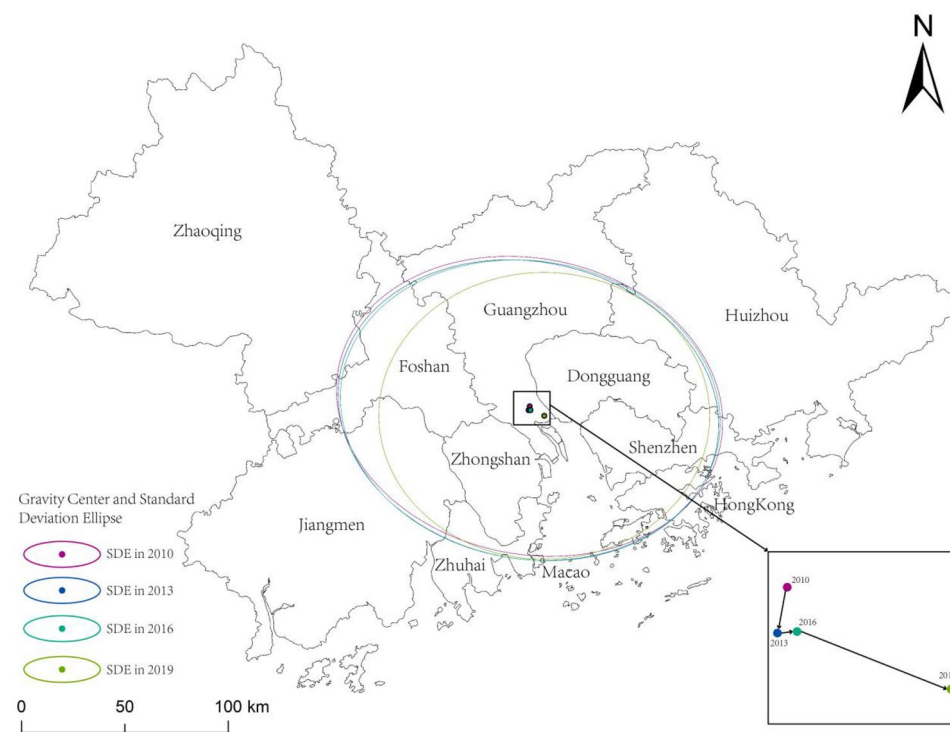 N
Zhaoqing
Guangzhou
Huizhou
Foshan
Dongguang
Zhongshan
Shenzhen
HongKong
Jiangmen
Zhuhai
Macao
Gravity Center and Standard
Deviation Ellipse
SDE in 2010
SDE in 2013
SDE in 2016
SDE in 2019
0 50 100 km
2010
2016
2013